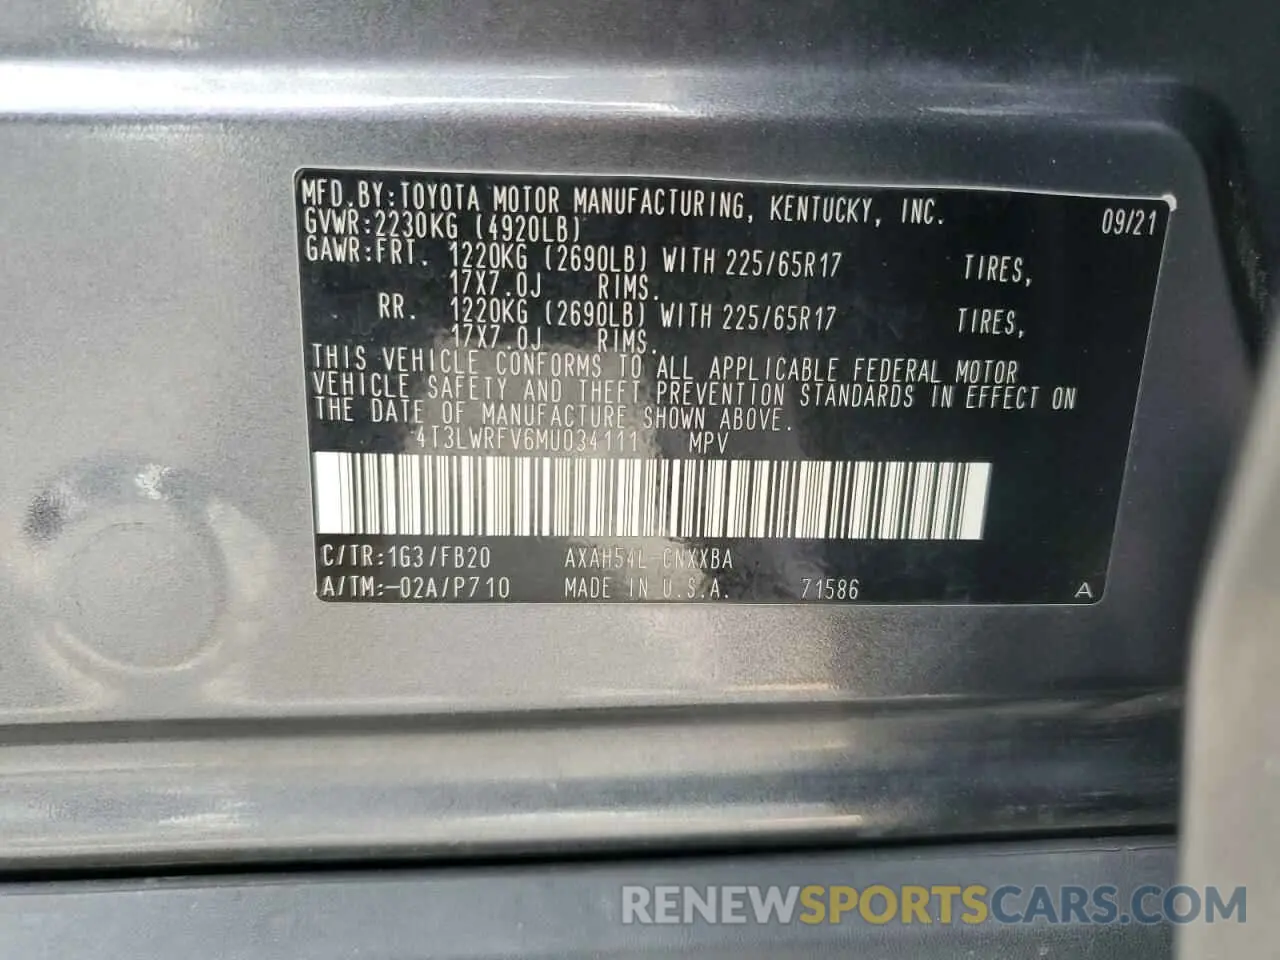 MFD.BY:TOYOTA MOTOR MANUFACTURING, KENTUCKY, INC. 09/21
GVWR:2230KG (4920LB)
GAWR:FRT. 1220KG (2690LB) WITH 225/65R17 TIRES,
17X7.0J RIMS.
RR. 1220KG (2690LB) WITH 225/65R17 TIRES,
17X7.0J RIMS.
THIS VEHICLE CONFORMS TO ALL APPLICABLE FEDERAL MOTOR
VEHICLE SAFETY AND THEFT PREVENTION STANDARDS IN EFFECT ON
THE DATE OF MANUFACTURE SHOWN ABOVE.
4T3LWRFV6MU034111 MPV
C/TR:1G3/FB20 AXAH54L-CNXXBA
A/TM:-02A/P710 MADE IN U.S.A. 71586 A
RENEWSPORTSCARS.COM